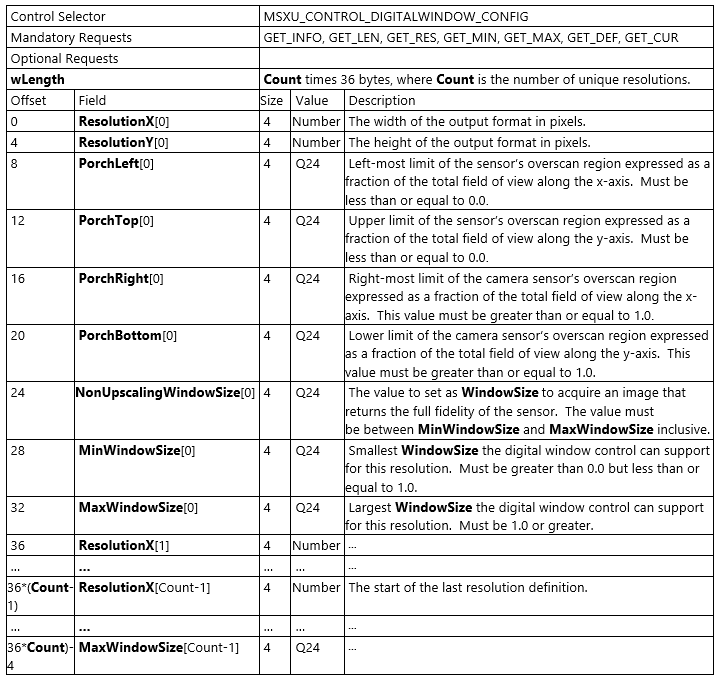 Control Selector MSXU_CONTROL_DIGITALWINDOW_CONFIG
Mandatory Requests GET_INFO, GET_LEN, GET_RES, GET_MIN, GET_MAX, GET_DEF, GET_CUR
Optional Requests
wLength Count times 36 bytes, where Count is the number of unique resolutions.
Offset Field Size Value Description
0 ResolutionX[0] 4 Number The width of the output format in pixels.
4 ResolutionY[0] 4 Number The height of the output format in pixels.
8 PorchLeft[0] 4 Q24 Left-most limit of the sensor's overscan region expressed as a
fraction of the total field of view along the x-axis. Must be
less than or equal to 0.0.
12 PorchTop[0] 4 Q24 Upper limit of the sensor's overscan region expressed as a
fraction of the total field of view along the y-axis. Must be
less than or equal to 0.0.
16 PorchRight[0] 4 Q24 Right-most limit of the camera sensor's overscan region
expressed as a fraction of the total field of view along the x-
axis. This value must be greater than or equal to 1.0.
20 PorchBottom[0] 4 Q24 Lower limit of the camera sensor's overscan region expressed
as a fraction of the total field of view along the y-axis. This
value must be greater than or equal to 1.0.
24 NonUpscalingWindowSize[0] 4 Q24 The value to set as WindowSize to acquire an image that
returns the full fidelity of the sensor. The value must
be between MinWindowSize and MaxWindowSize inclusive.
28 MinWindowSize[0] 4 Q24 Smallest WindowSize the digital window control can support
for this resolution. Must be greater than 0.0 but less than or
equal to 1.0.
32 MaxWindowSize[0] 4 Q24 Largest WindowSize the digital window control can support
for this resolution. Must be 1.0 or greater.
36 ResolutionX[1] 4 Number ...
... ... ... ... ...
36*(Count- ResolutionX[Count-1] 4 Number The start of the last resolution definition.
1)
... ... ... ... ...
36*Count)- MaxWindowSize[Count-1] 4 Q24 ...
4